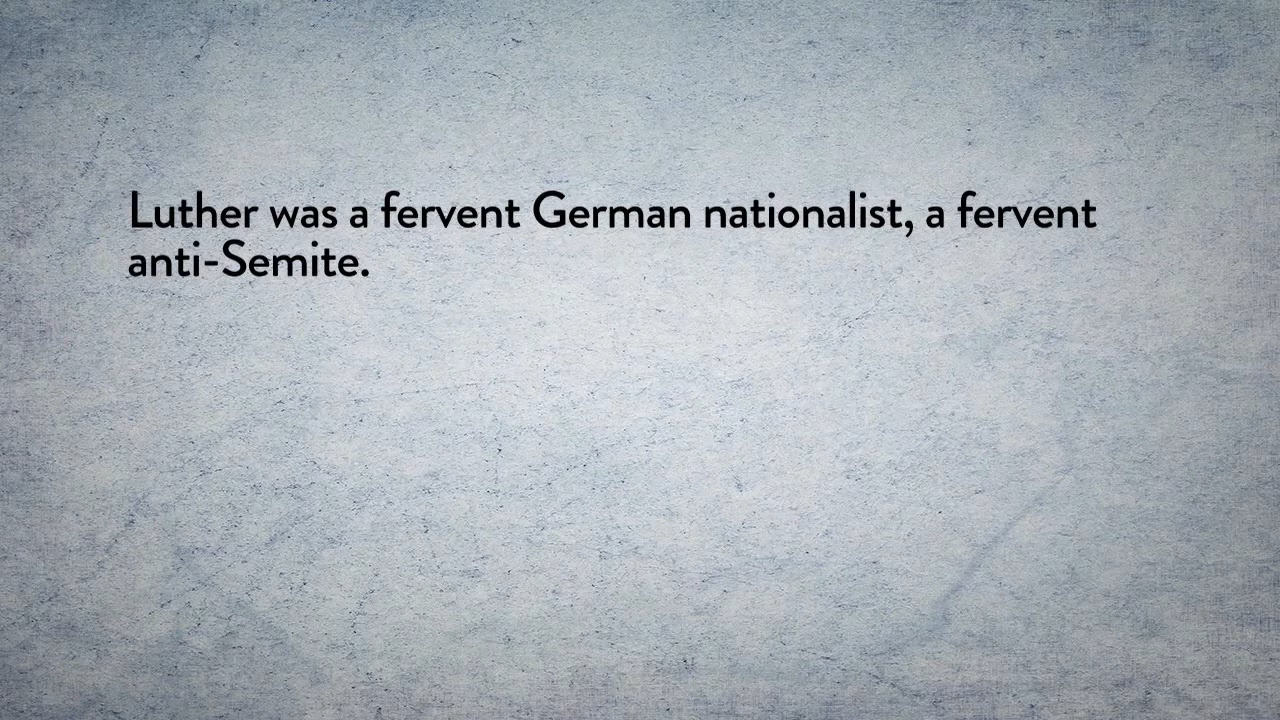 Luther was a fervent German nationalist, a fervent
anti-Semite.